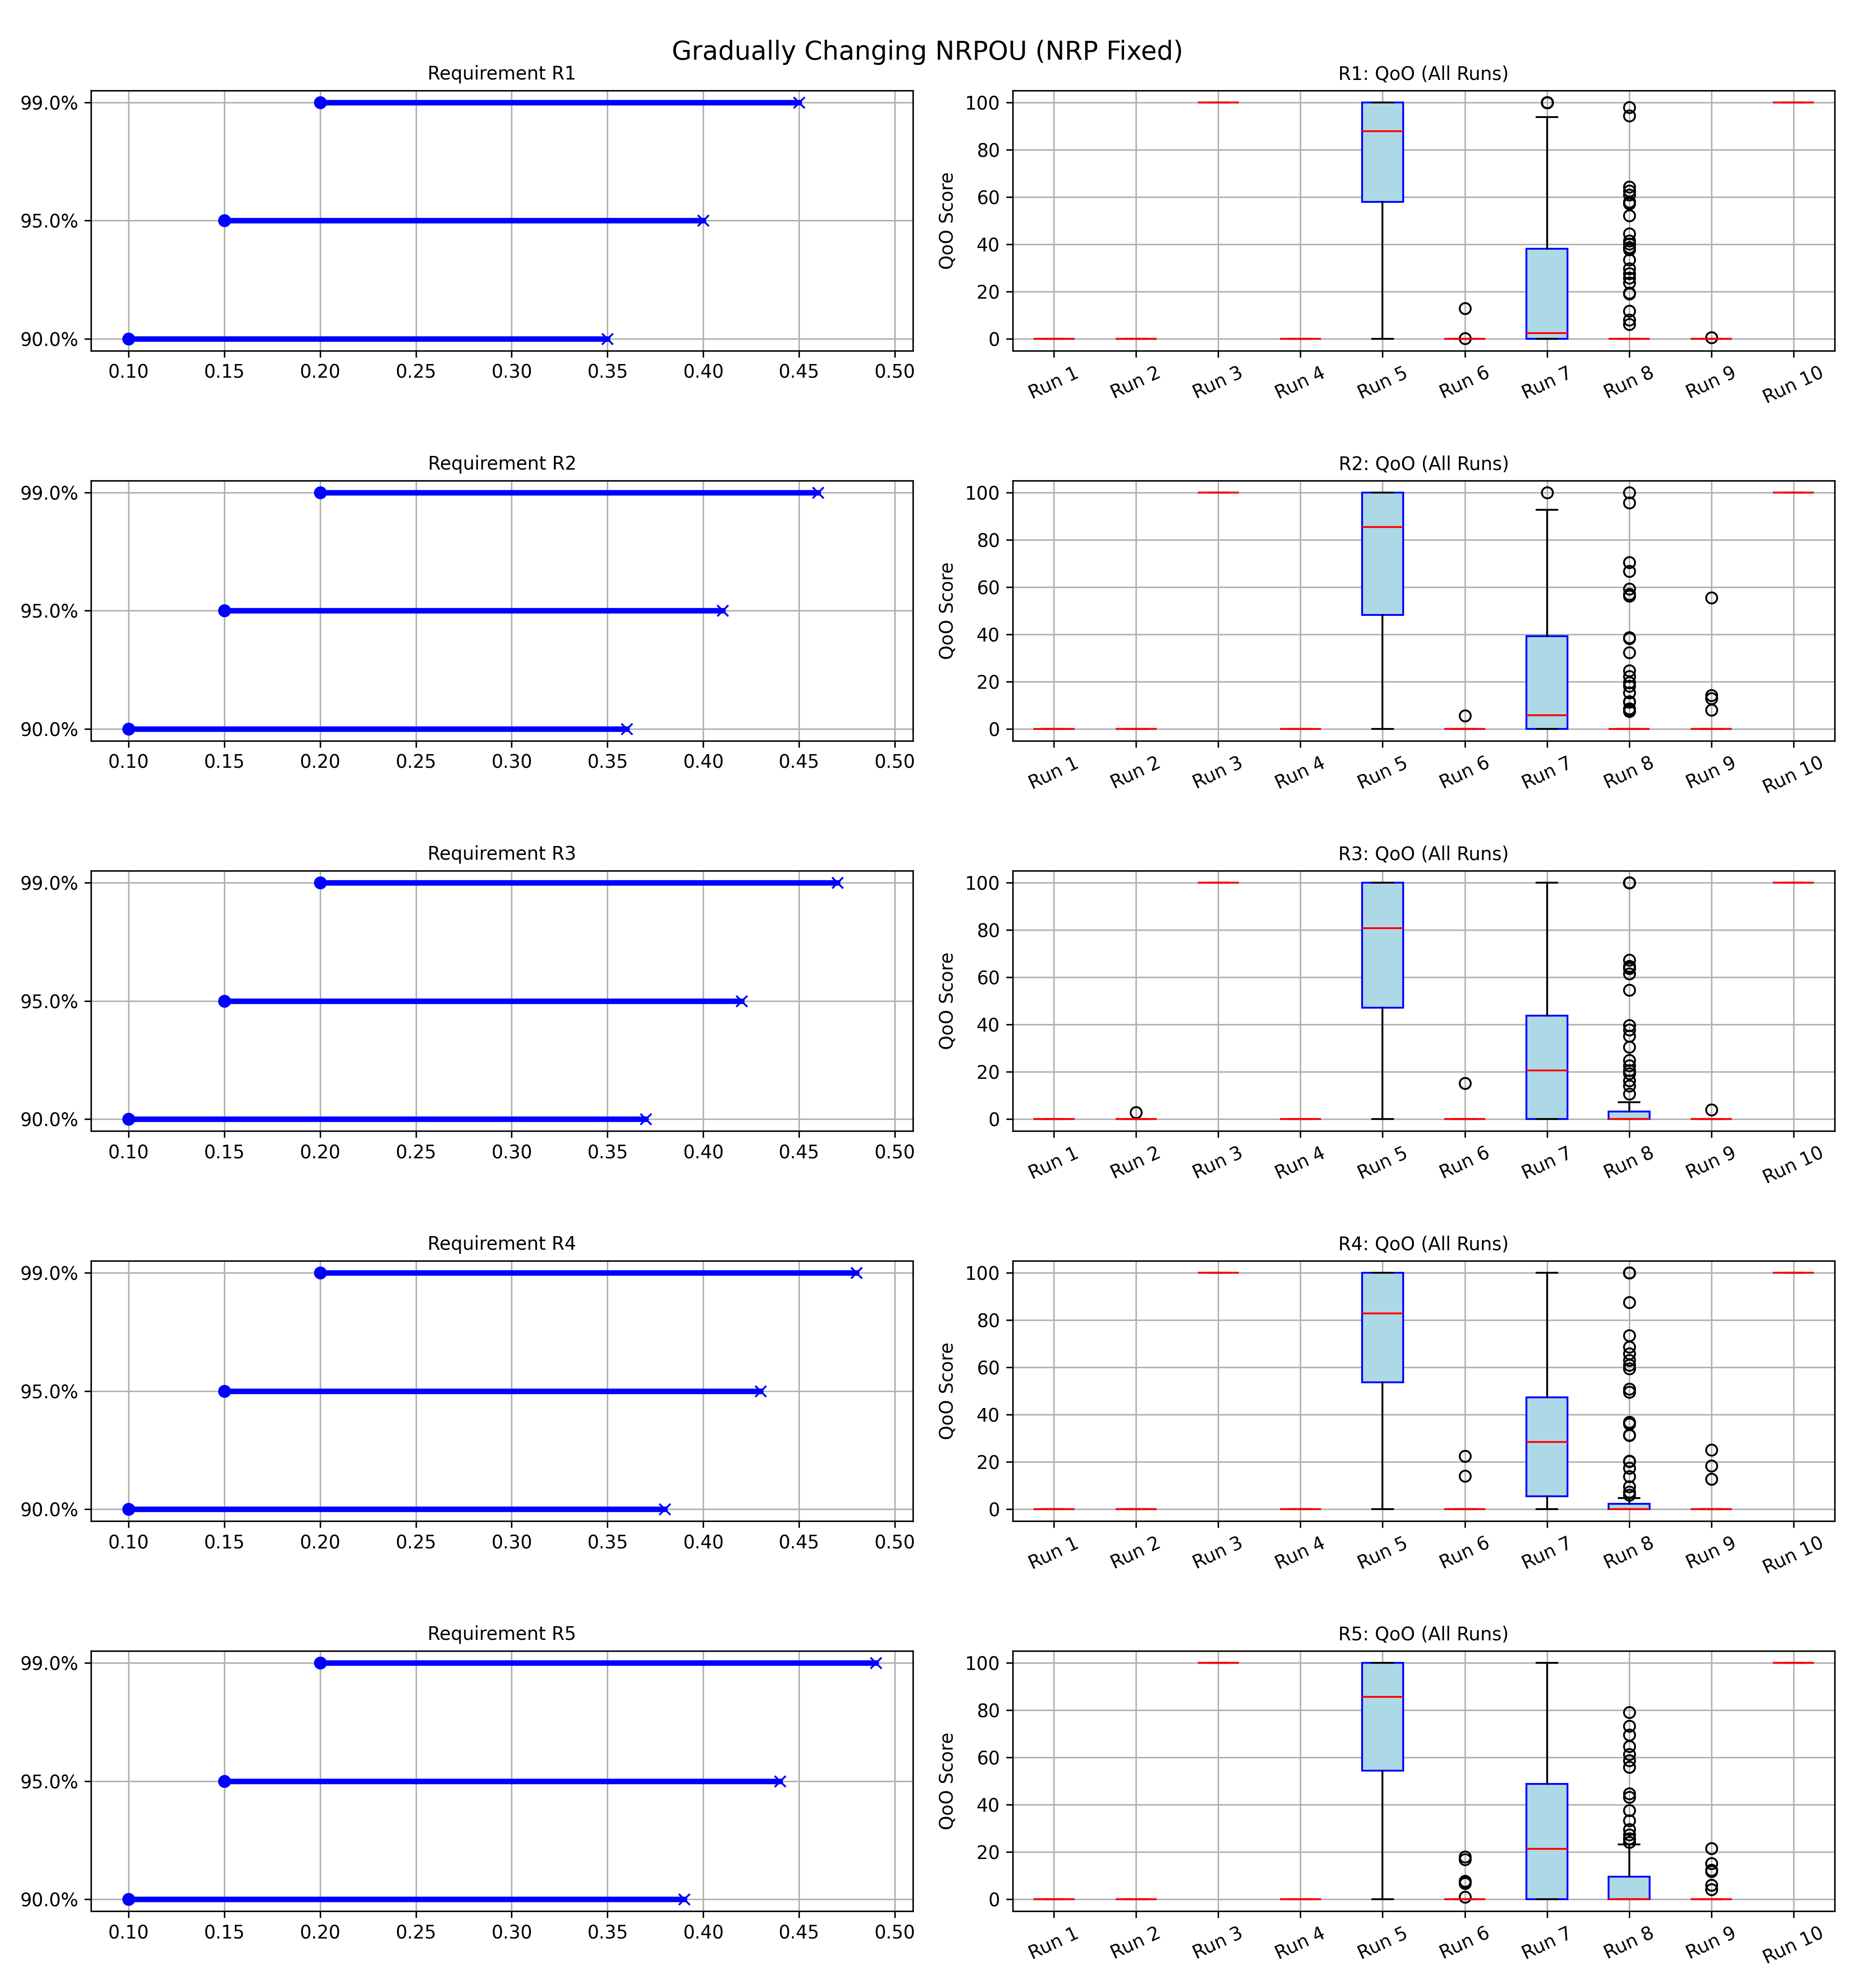 Gradually Changing NRPOU (NRP Fixed)
Requirement R1
99.0%
95.0%
90.0%
0.10 0.15 0.20 0.25 0.30 0.35 0.40 0.45 0.50
R1: QoO (All Runs)
QoO Score
100
80
60
40
20
0
Run 1 Run 2 Run 3 Run 4 Run 5 Run 6 Run 7 Run 8 Run 9 Run 10
Requirement R2
99.0%
95.0%
90.0%
0.10 0.15 0.20 0.25 0.30 0.35 0.40 0.45 0.50
R2: QoO (All Runs)
QoO Score
100
80
60
40
20
0
Run 1 Run 2 Run 3 Run 4 Run 5 Run 6 Run 7 Run 8 Run 9 Run 10
Requirement R3
99.0%
95.0%
90.0%
0.10 0.15 0.20 0.25 0.30 0.35 0.40 0.45 0.50
R3: QoO (All Runs)
QoO Score
100
80
60
40
20
0
Run 1 Run 2 Run 3 Run 4 Run 5 Run 6 Run 7 Run 8 Run 9 Run 10
Requirement R4
99.0%
95.0%
90.0%
0.10 0.15 0.20 0.25 0.30 0.35 0.40 0.45 0.50
R4: QoO (All Runs)
QoO Score
100
80
60
40
20
0
Run 1 Run 2 Run 3 Run 4 Run 5 Run 6 Run 7 Run 8 Run 9 Run 10
Requirement R5
99.0%
95.0%
90.0%
0.10 0.15 0.20 0.25 0.30 0.35 0.40 0.45 0.50
R5: QoO (All Runs)
QoO Score
100
80
60
40
20
0
Run 1 Run 2 Run 3 Run 4 Run 5 Run 6 Run 7 Run 8 Run 9 Run 10